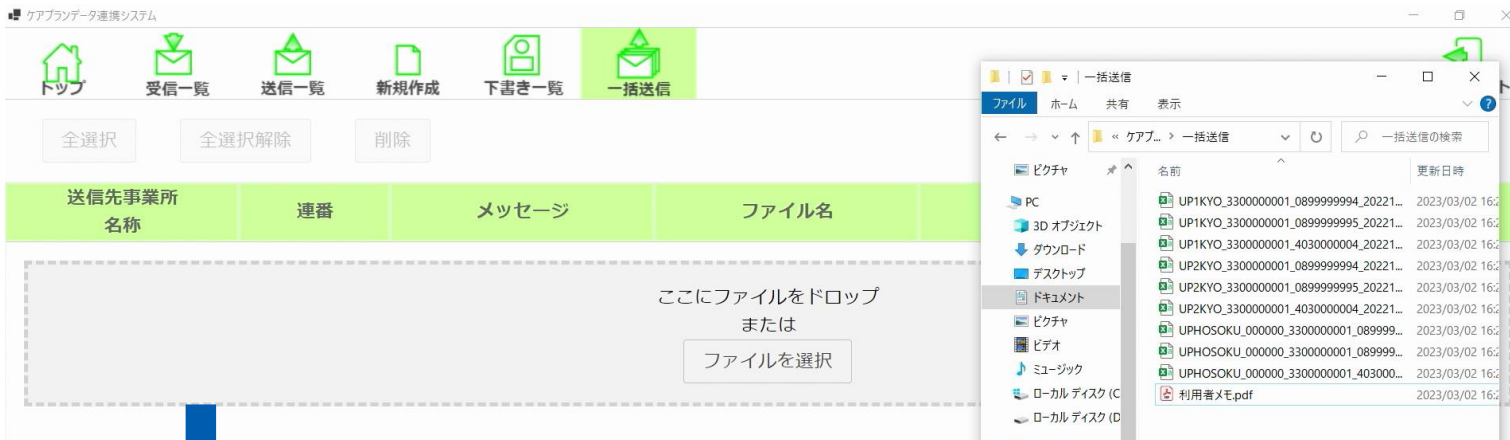 ケアプランデータ連携システム
トップ
受信一覧
送信一覧
新規作成
下書き一覧
一括送信
全選択
全選択解除
削除
送信先事業所
名称
連番
メッセージ
ファイル名
ここにファイルをドロップ
または
ファイルを選択
一括送信
ファイル ホーム 共有 表示
« ケアプ... › 一括送信
一括送信の検索
ピクチャ
PC
3D オブジェクト
ダウンロード
デスクトップ
ドキュメント
ピクチャ
ビデオ
ミュージック
ローカル ディスク (C
ローカル ディスク (D
名前 更新日時
UP1KYO_3300000001_0899999994_20221... 2023/03/02 16:2
UP1KYO_3300000001_0899999995_20221... 2023/03/02 16:2
UP1KYO_3300000001_4030000004_20221... 2023/03/02 16:2
UP2KYO_3300000001_0899999994_20221... 2023/03/02 16:2
UP2KYO_3300000001_0899999995_20221... 2023/03/02 16:2
UP2KYO_3300000001_4030000004_20221... 2023/03/02 16:2
UPHOSOKU_000000_3300000001_089999... 2023/03/02 16:2
UPHOSOKU_000000_3300000001_089999... 2023/03/02 16:2
UPHOSOKU_000000_3300000001_403000... 2023/03/02 16:2
利用者メモ.pdf 2023/03/02 16:2